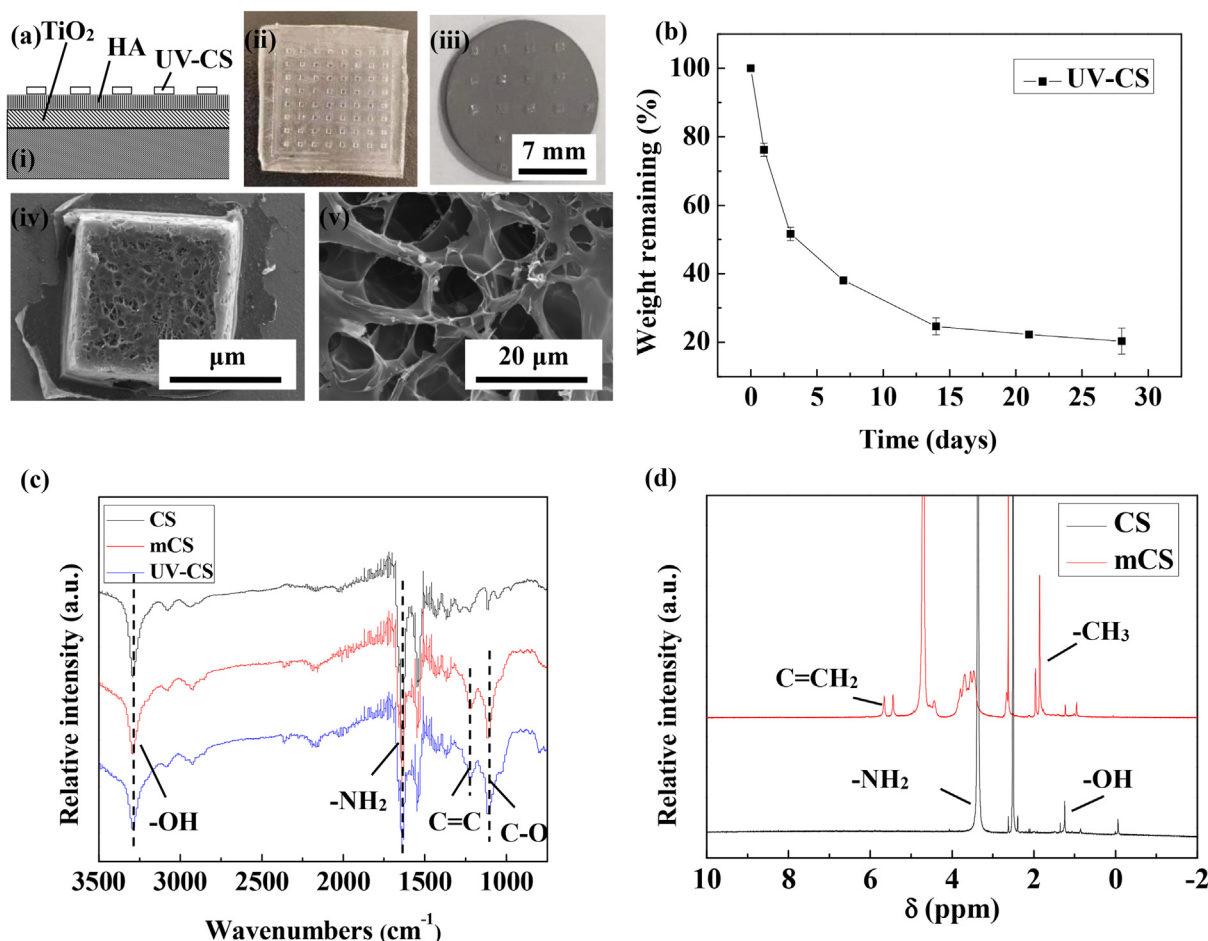 (a)
TiO2
HA
UV-CS
(i)
(ii)
(iii)
7 mm
(iv)
μm
(v)
20 μm
(b)
Weight remaining (%)
100
80
60
40
20
UV-CS
0 5 10 15 20 25 30
Time (days)
(c)
Relative intensity (a.u.)
CS
mCS
UV-CS
-OH
-NH2
C=C
C-O
3500 3000 2500 2000 1500 1000
Wavenumbers (cm-1)
(d)
Relative intensity (a.u.)
CS
mCS
-CH3
C=CH2
-NH2
-OH
10 8 6 4 2 0 -2
δ (ppm)